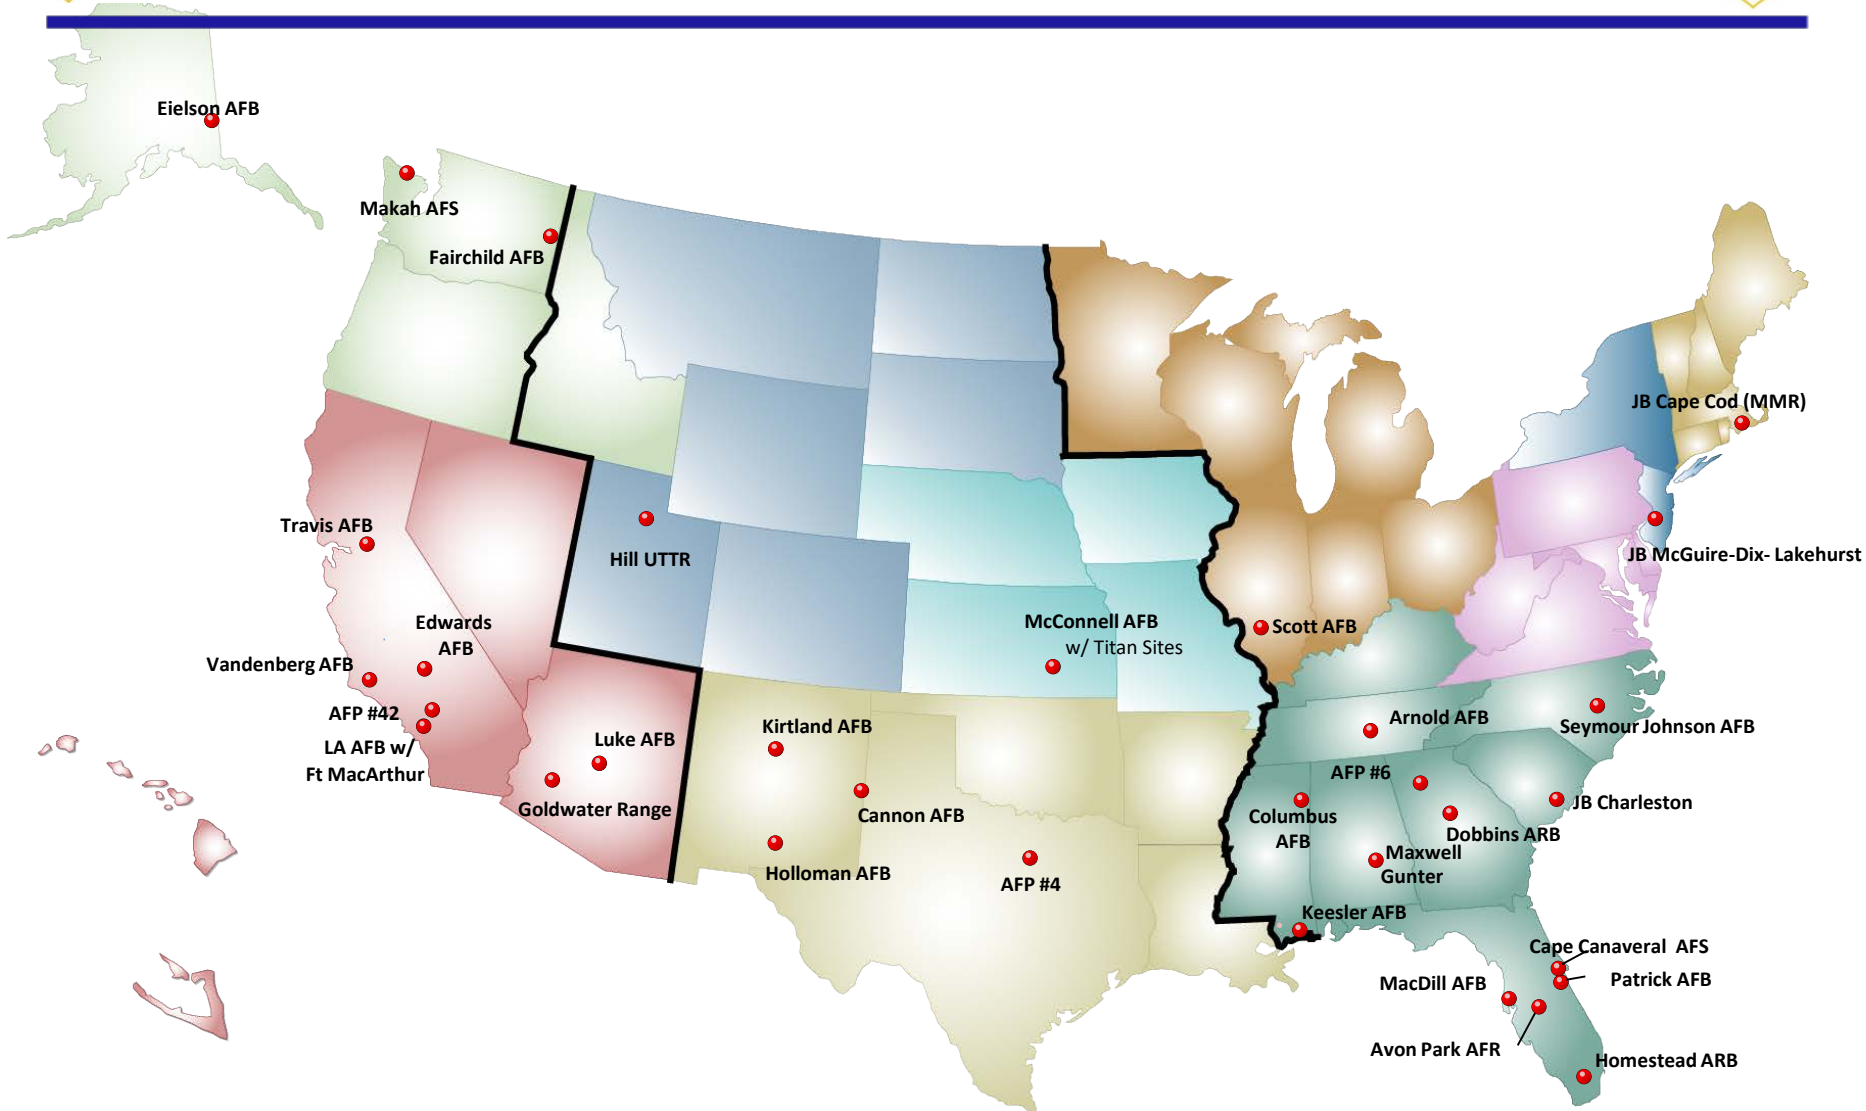 Eielson AFB
Makah AFS
Fairchild AFB
JB Cape Cod (MMR)
Travis AFB
Hill UTTR
JB McGuire-Dix- Lakehurst
Edwards
AFB
McConnell AFB
w/ Titan Sites
Scott AFB
Vandenberg AFB
AFP #42
LA AFB w/
Ft MacArthur
Luke AFB
Goldwater Range
Kirtland AFB
Cannon AFB
Holloman AFB
AFP #4
Arnold AFB
Seymour Johnson AFB
AFP #6
Columbus
AFB
JB Charleston
Dobbins ARB
Maxwell
Gunter
Keesler AFB
Cape Canaveral  AFS
MacDill AFB
Patrick AFB
Avon Park AFR
Homestead ARB